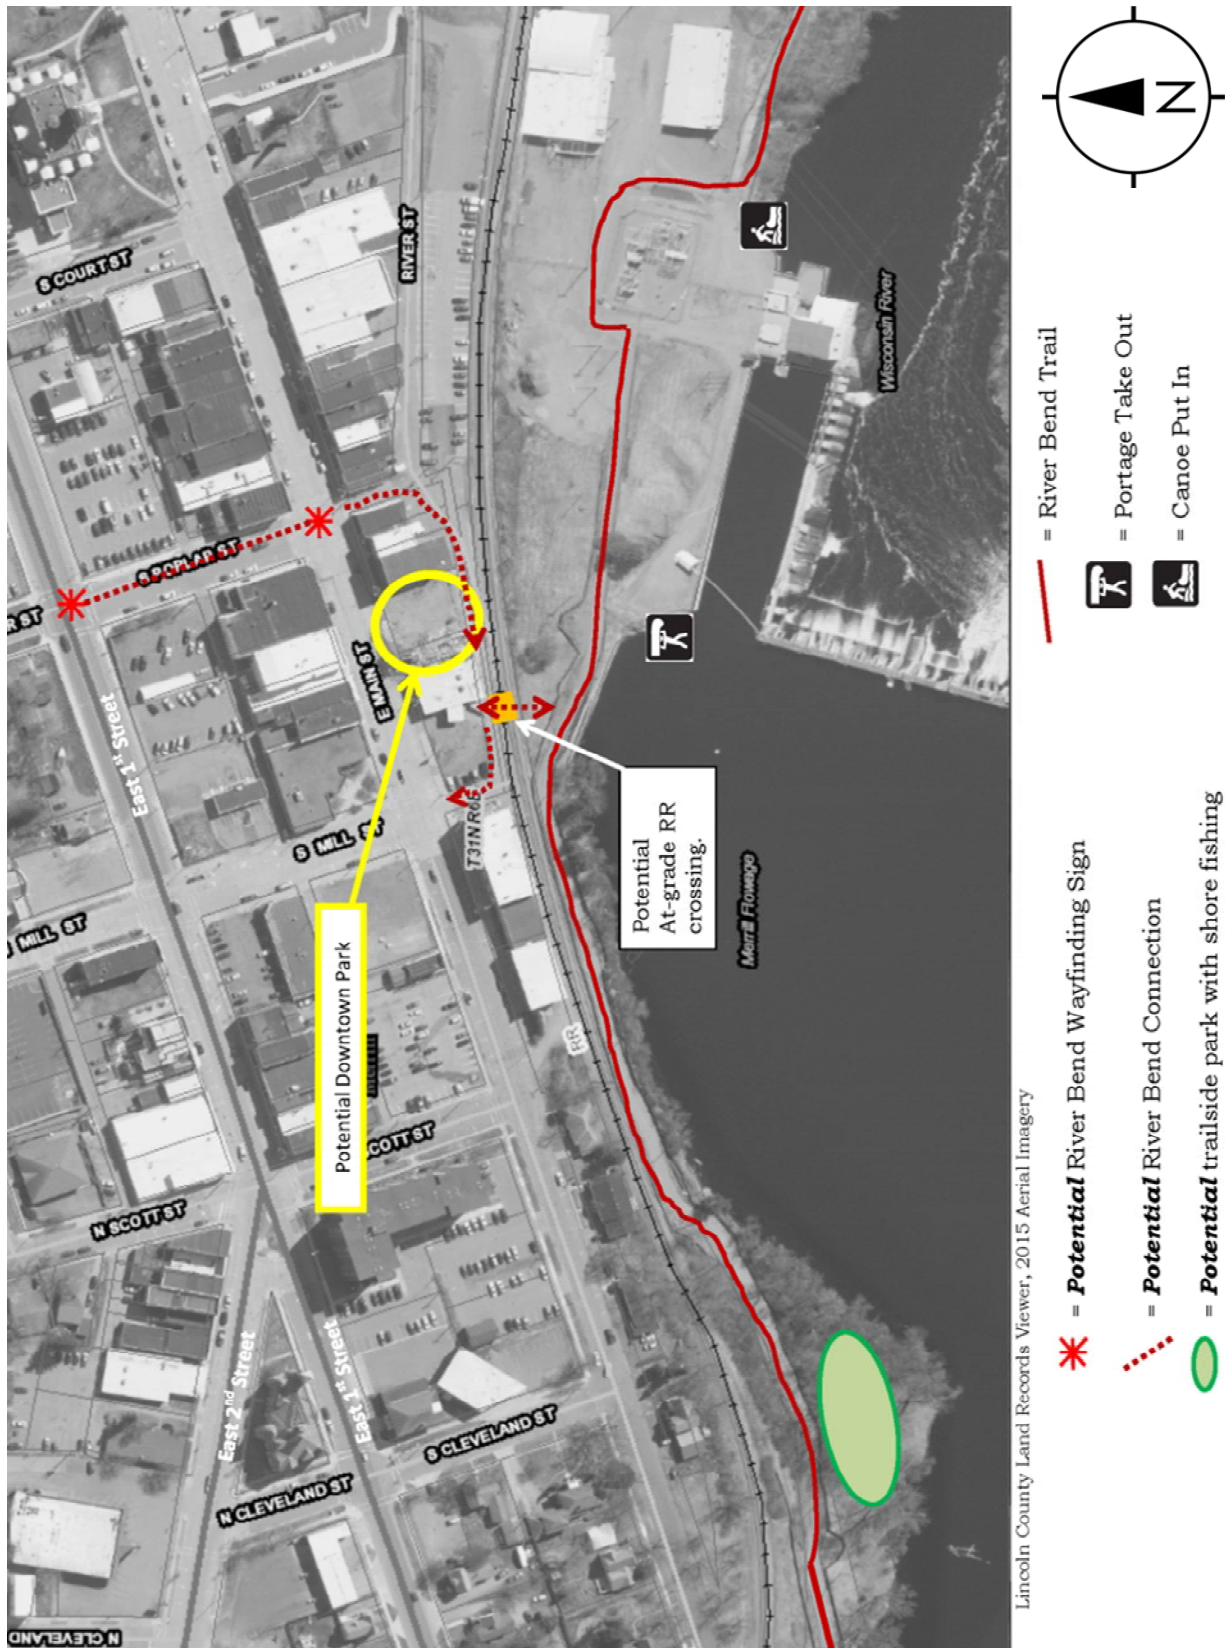 N CLEVELAND
N CLEVELAND ST
S CLEVELAND ST
East 2nd Street
East 1st Street
N SCOTT ST
SCOTT ST
MILL ST
S MILL ST
East 1st Street
R ST
S POPLAR ST
E MAIN ST
S COURT ST
RIVER ST
T31N R6E
RR
Potential Downtown Park
Potential
At-grade RR
crossing.
Merrill Flowage
Wisconsin River
Lincoln County Land Records Viewer, 2015 Aerial Imagery
= Potential River Bend Wayfinding Sign
= Potential River Bend Connection
= Potential trailside park with shore fishing
= River Bend Trail
= Portage Take Out
= Canoe Put In
N